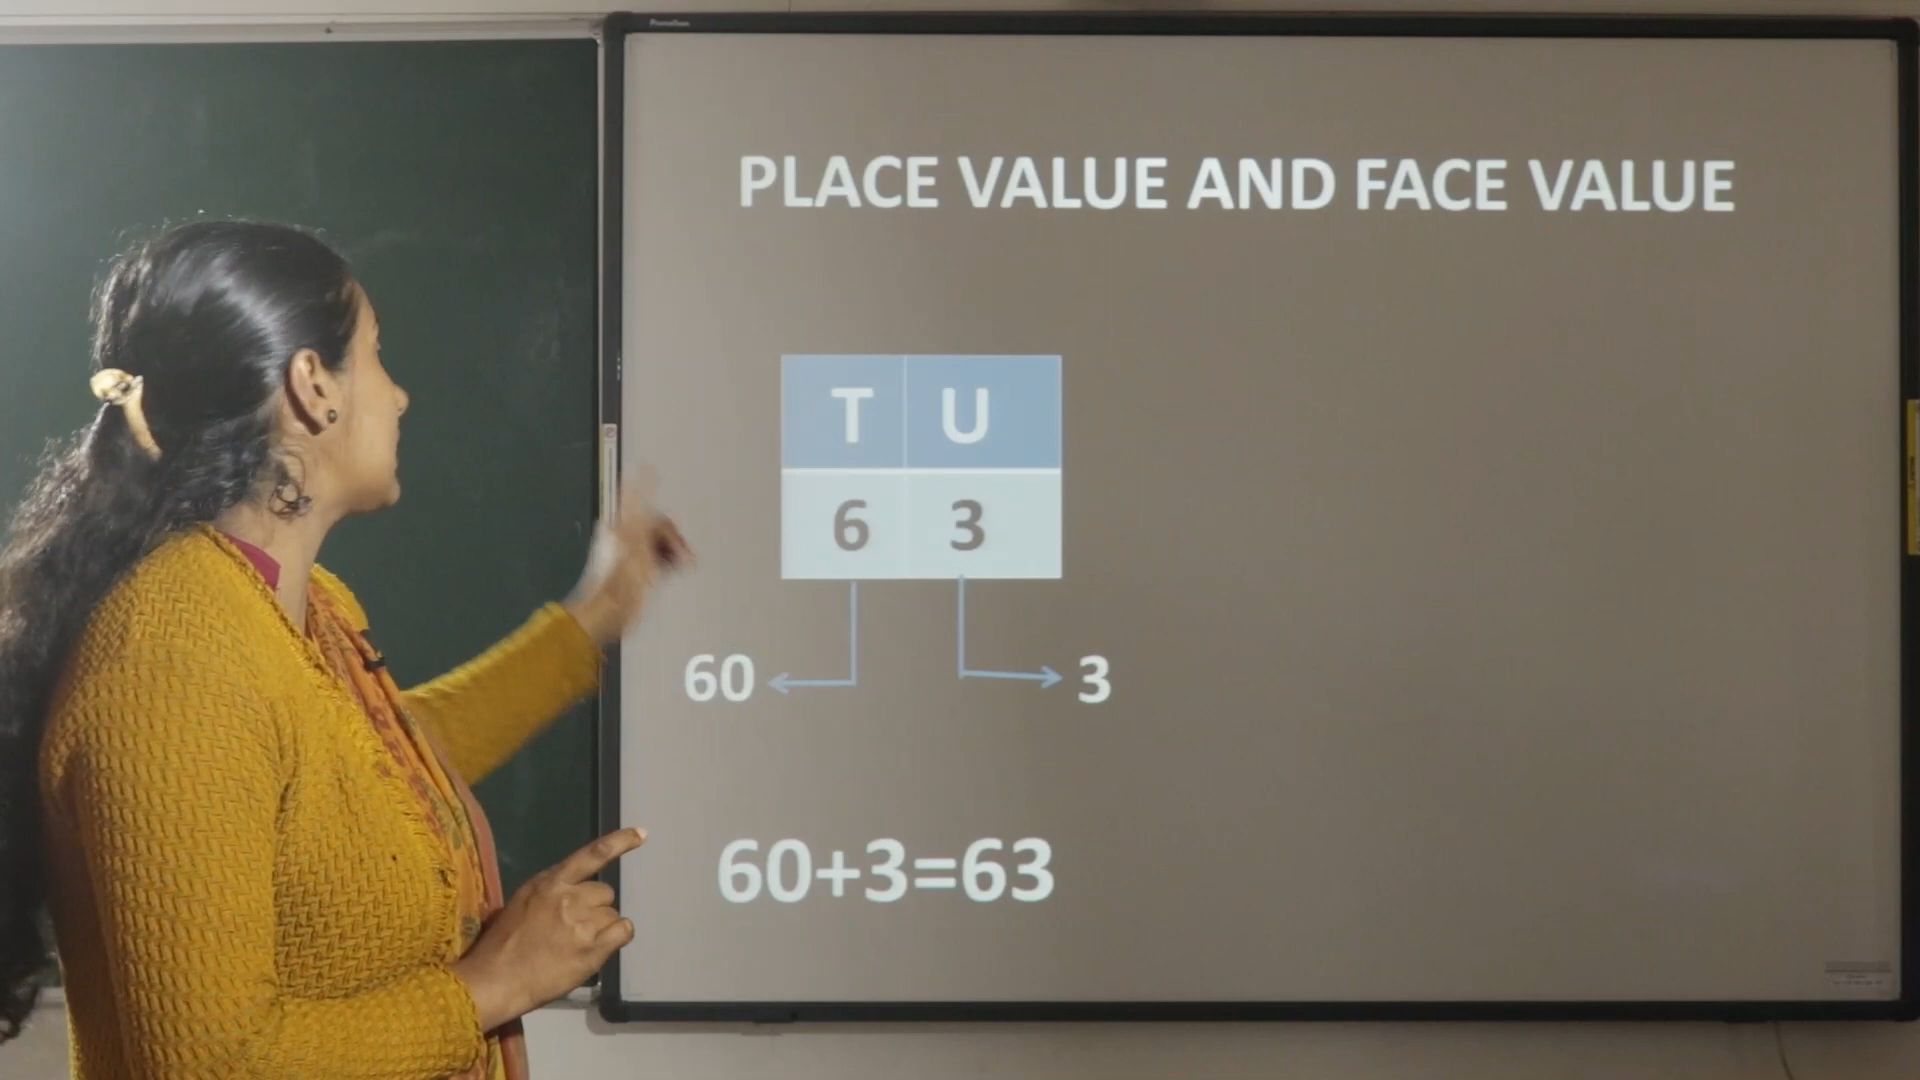 PLACE VALUE AND FACE VALUE
T U
6 3
60 3
60+3=63